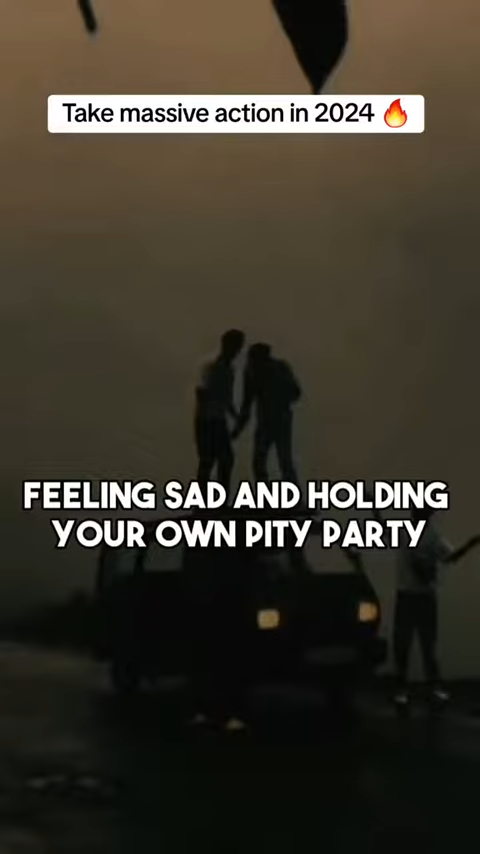 Take massive action in 2024 🔥
FEELING SAD AND HOLDING
YOUR OWN PITY PARTY